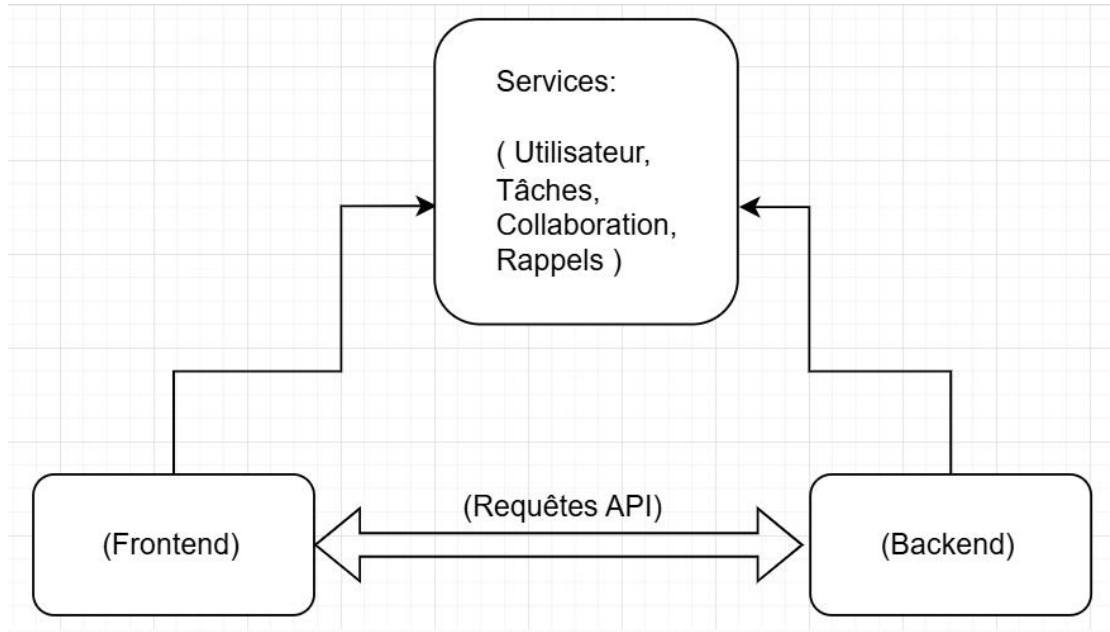 Services:
( Utilisateur,
Tâches,
Collaboration,
Rappels )
(Requêtes API)
(Frontend)
(Backend)